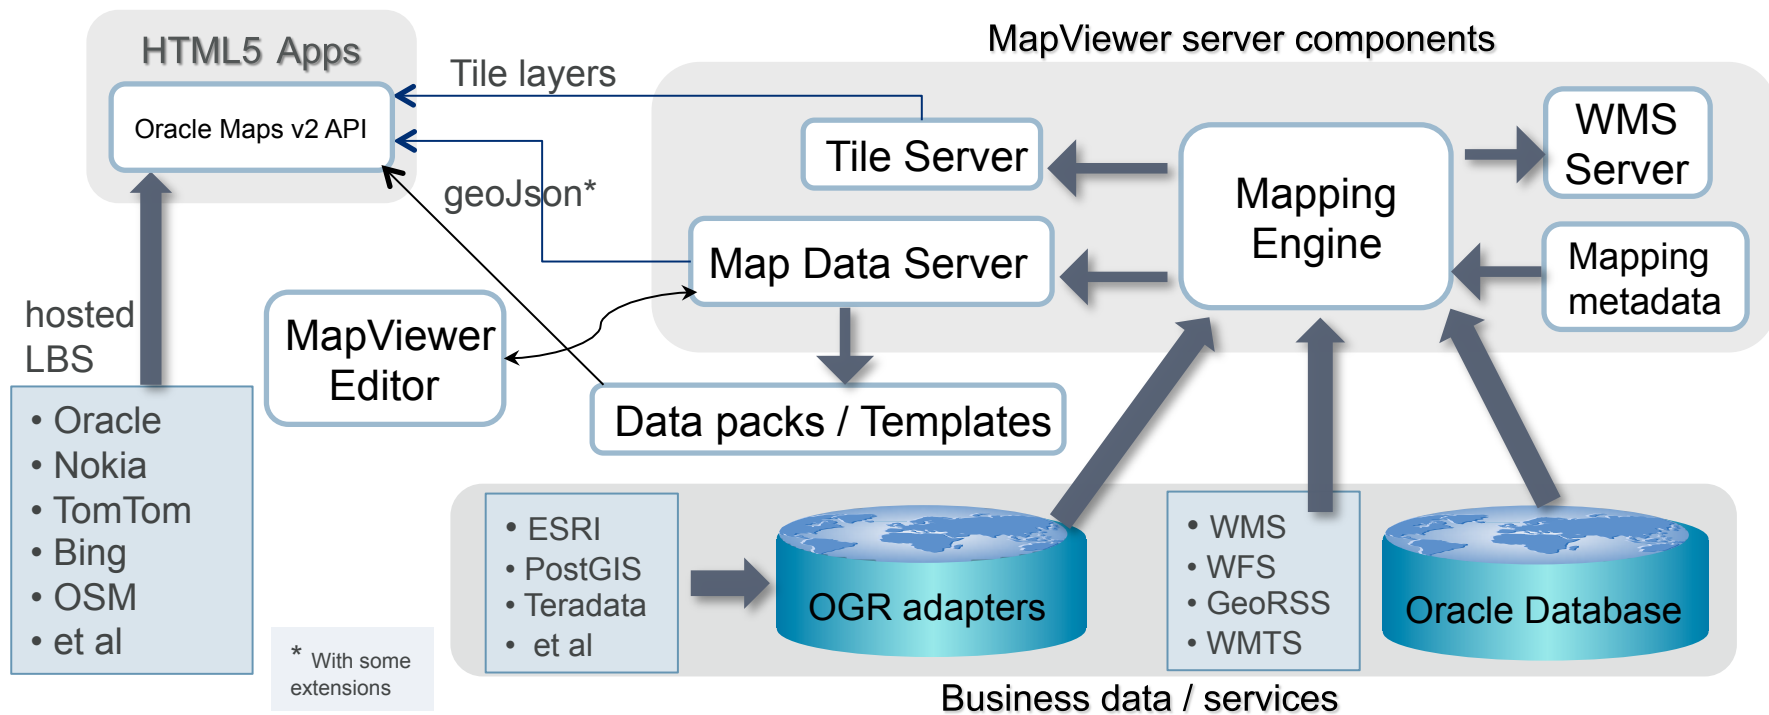 MapViewer server components
HTML5 Apps
Oracle Maps v2 API
Tile layers
geoJson*
Tile Server
Map Data Server
Mapping
Engine
WMS
Server
Mapping
metadata
hosted
LBS
MapViewer
Editor
Data packs / Templates
• Oracle
• Nokia
• TomTom
• Bing
• OSM
• et al
* With some
extensions
• ESRI
• PostGIS
• Teradata
• et al
OGR adapters
• WMS
• WFS
• GeoRSS
• WMTS
Oracle Database
Business data / services